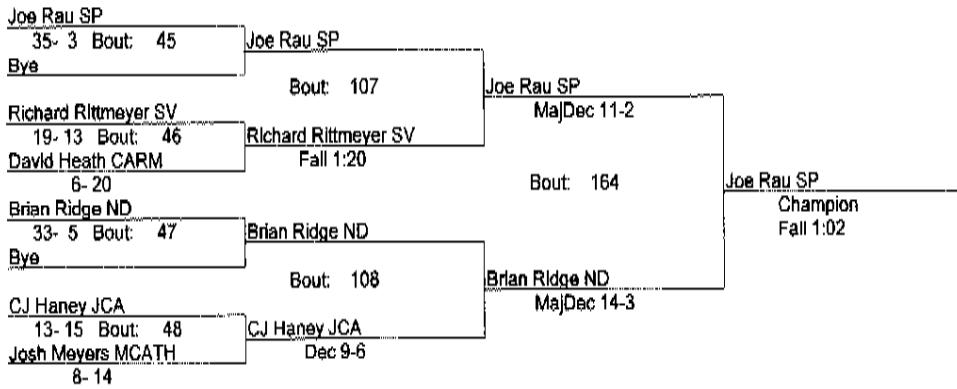 Joe Rau SP
35- 3 Bout: 45
Bye
Joe Rau SP
Bout: 107
Richard Rittmeyer SV
19- 13 Bout: 46
David Heath CARM
6- 20
Richard Rittmeyer SV
Fall 1:20
Joe Rau SP
MajDec 11-2
Bout: 164
Brian Ridge ND
33- 5 Bout: 47
Bye
Brian Ridge ND
Bout: 108
CJ Haney JCA
13- 15 Bout: 48
Josh Meyers MCATH
8- 14
CJ Haney JCA
Dec 9-6
Brian Ridge ND
MajDec 14-3
Joe Rau SP
Champion
Fall 1:02